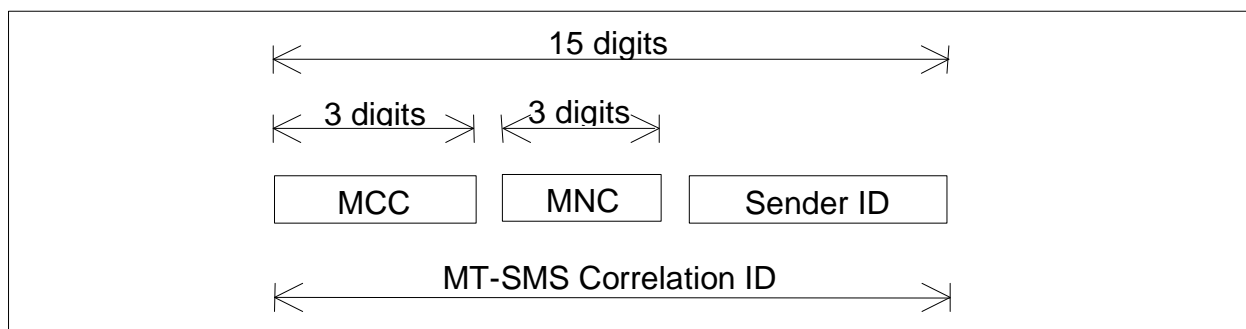 15 digits
3 digits 3 digits
MCC MNC Sender ID
MT-SMS Correlation ID